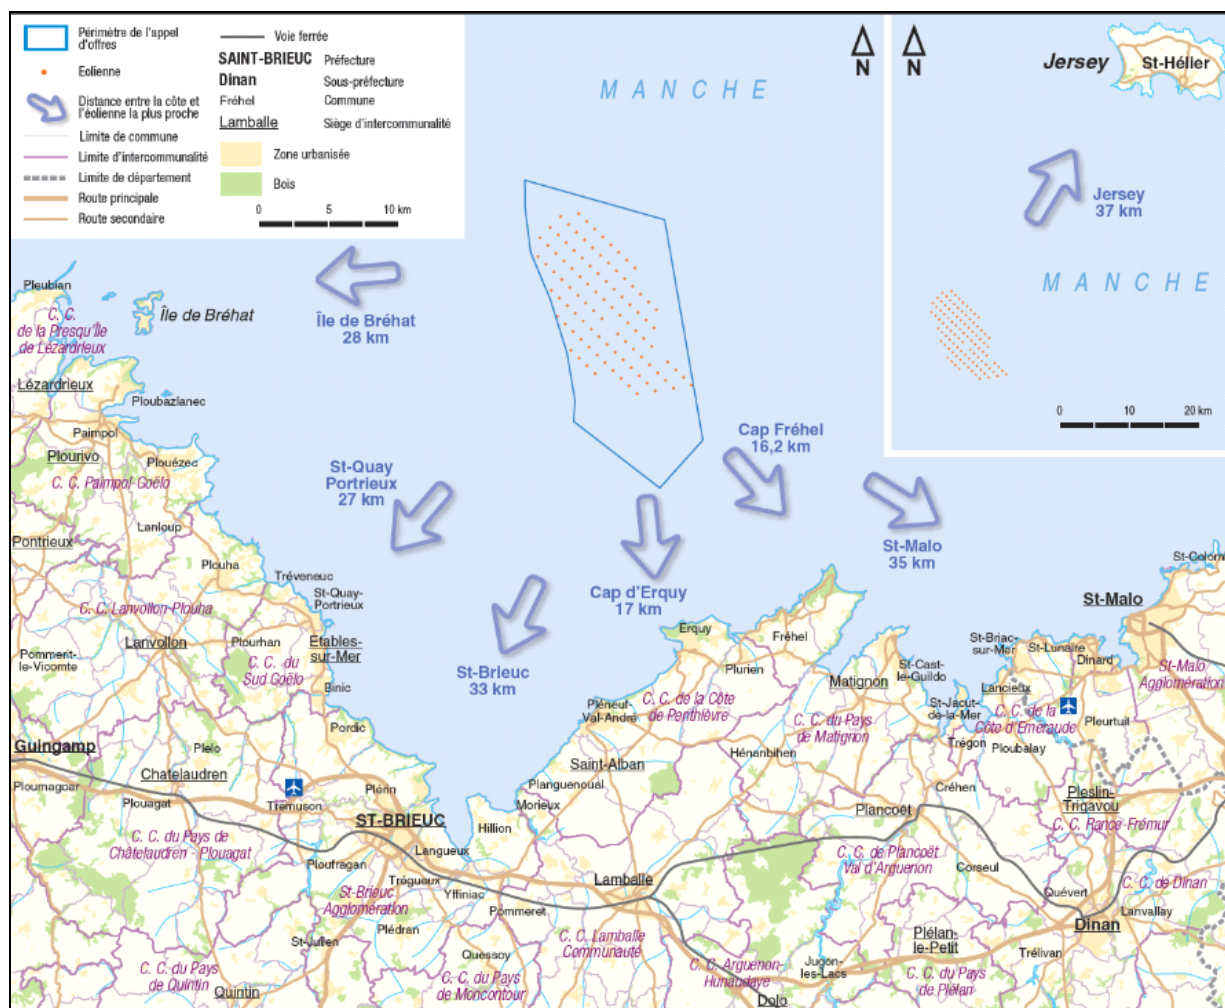 Périmètre de l'appel
d'offres
Eolienne
Distance entre la côte et
l'éolienne la plus proche
Limite de commune
Limite d'intercommunalité
Limite de département
Route principale
Route secondaire
Voie ferrée
SAINT-BRIEUC Préfecture
Dinan Sous-préfecture
Fréhel Commune
Lamballe Siège d'intercommunalité
Zone urbanisée
Bois
0 5 10 km
MANCHE
N
N
Jersey
St-Hélier
Jersey
37 km
MANCHE
0 10 20 km
Île de Bréhat
28 km
St-Quay
Portrieux
27 km
St-Brieuc
33 km
Cap d'Erquy
17 km
Cap Fréhel
16,2 km
St-Malo
35 km
Pleubian
Île de Bréhat
C. C.
de la Presqu'Île
de Lézardrieux
Lézardrieux
Ploubazlanec
Paimpol
Plourivo
Plouézec
C. C. Paimpol-Goëlo
Lanloup
Pontrieux
Plouha
Tréveneuc
St-Quay-
Portrieux
C. C. Lanvollon-Plouha
Lanvollon
Plourhan
Etables-
sur-Mer
Pommerit-
le-Vicomte
C. C. du
Sud Goëlo
Binic
Pordic
Guingamp
Plelo
Ploumagoar
Chatelaudren
Plouagat
Trémuson
Plérin
ST-BRIEUC
C. C. du Pays de
Châtelaudren - Plouagat
Ploufragan
Langueux
Trégueux
Yffiniac
St-Brieuc
Agglomération
Plédran
St-Julien
C. C. du Pays
de Quintin
Quintin
Hillion
Morieux
Planguenoual
Saint-Alban
Pléneuf-
Val-André
Erquy
Plurien
Fréhel
C. C. de la Côte
de Penthièvre
Hénanbihen
Matignon
C. C. du Pays
de Matignion
St-Cast-
le-Guildo
St-Jacut-
de-la-Mer
St-Briac-
sur-Mer
St-Lunaire
Lancieux
Dinard
St-Malo
St-Colom
St-Malo
Agglomération
C. C. de la
Côte d'Emeraude
Pleurtuit
Trégon
Ploubalay
Créhen
Plancoët
Pleslin-
Trigavou
C. C. Rance-Frémur
C. C. de Plancoët
Val d'Arguenon
Corseul
Quévert
C. C. de Dinan
Lanvallay
Dinan
Trélivan
Plélan-
le-Petit
C. C. du Pays
de Plélan
Jugon-
les-Lacs
C. C. Arguenon-
Hunaudaye
Dolo
Lamballe
Pommeret
C. C. Lamballe
Communauté
Quessoy
C. C. du Pays
de Moncontour